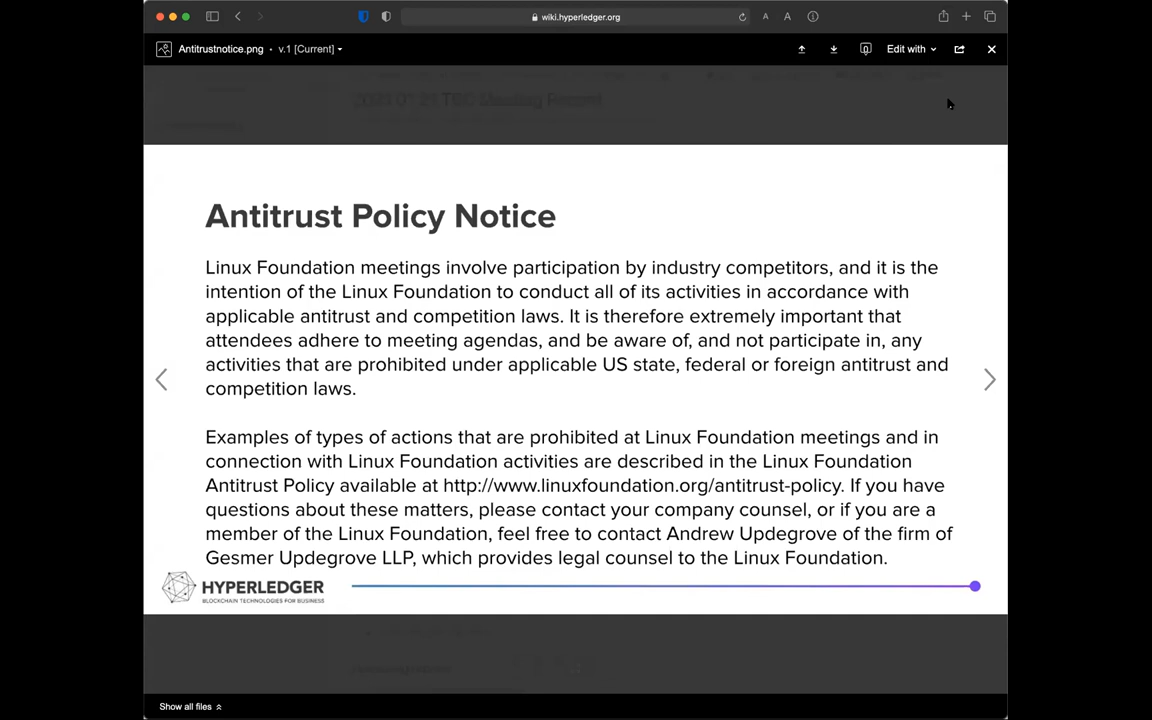 wiki.hyperledger.org
A A
Antitrustnotice.png • v.1 [Current]
Edit with
Antitrust Policy Notice
Linux Foundation meetings involve participation by industry competitors, and it is the
intention of the Linux Foundation to conduct all of its activities in accordance with
applicable antitrust and competition laws. It is therefore extremely important that
attendees adhere to meeting agendas, and be aware of, and not participate in, any
activities that are prohibited under applicable US state, federal or foreign antitrust and
competition laws.
Examples of types of actions that are prohibited at Linux Foundation meetings and in
connection with Linux Foundation activities are described in the Linux Foundation
Antitrust Policy available at http://www.linuxfoundation.org/antitrust-policy. If you have
questions about these matters, please contact your company counsel, or if you are a
member of the Linux Foundation, feel free to contact Andrew Updegrove of the firm of
Gesmer Updegrove LLP, which provides legal counsel to the Linux Foundation.
HYPERLEDGER
BLOCKCHAIN TECHNOLOGIES FOR BUSINESS
Show all files